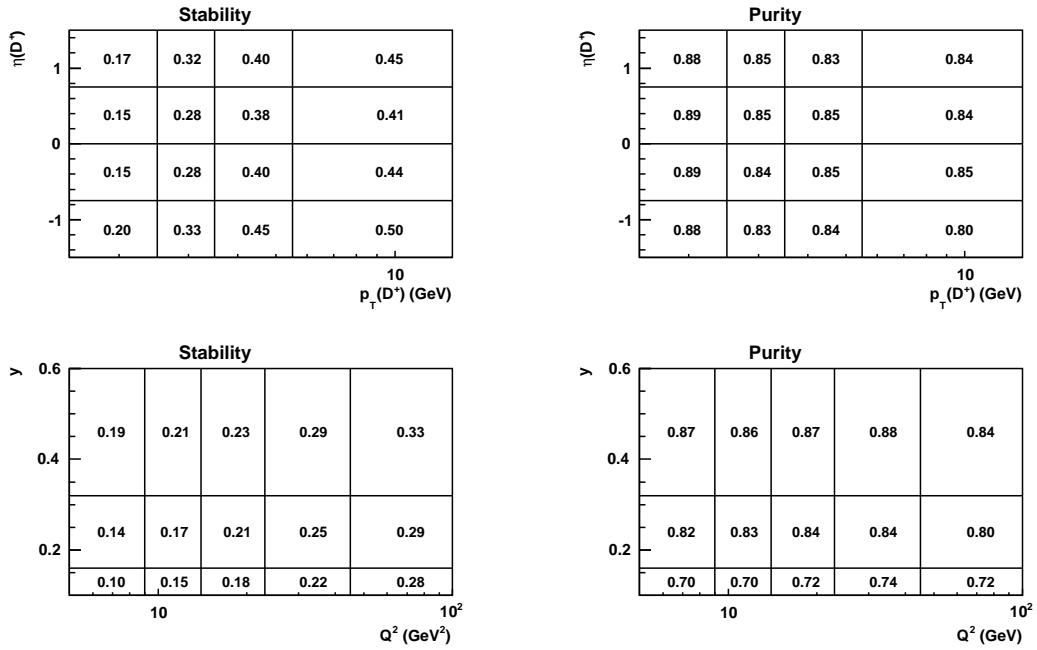 Stability
η(D⁺)
1
0
-1
0.17 0.32 0.40 0.45
0.15 0.28 0.38 0.41
0.15 0.28 0.40 0.44
0.20 0.33 0.45 0.50
10
p_T(D⁺) (GeV)
Purity
η(D⁺)
1
0
-1
0.88 0.85 0.83 0.84
0.89 0.85 0.85 0.84
0.89 0.84 0.85 0.85
0.88 0.83 0.84 0.80
10
p_T(D⁺) (GeV)
Stability
y
0.6
0.4
0.2
0.19 0.21 0.23 0.29 0.33
0.14 0.17 0.21 0.25 0.29
0.10 0.15 0.18 0.22 0.28
10 10²
Q² (GeV²)
Purity
y
0.6
0.4
0.2
0.87 0.86 0.87 0.88 0.84
0.82 0.83 0.84 0.84 0.80
0.70 0.70 0.72 0.74 0.72
10 10²
Q² (GeV)